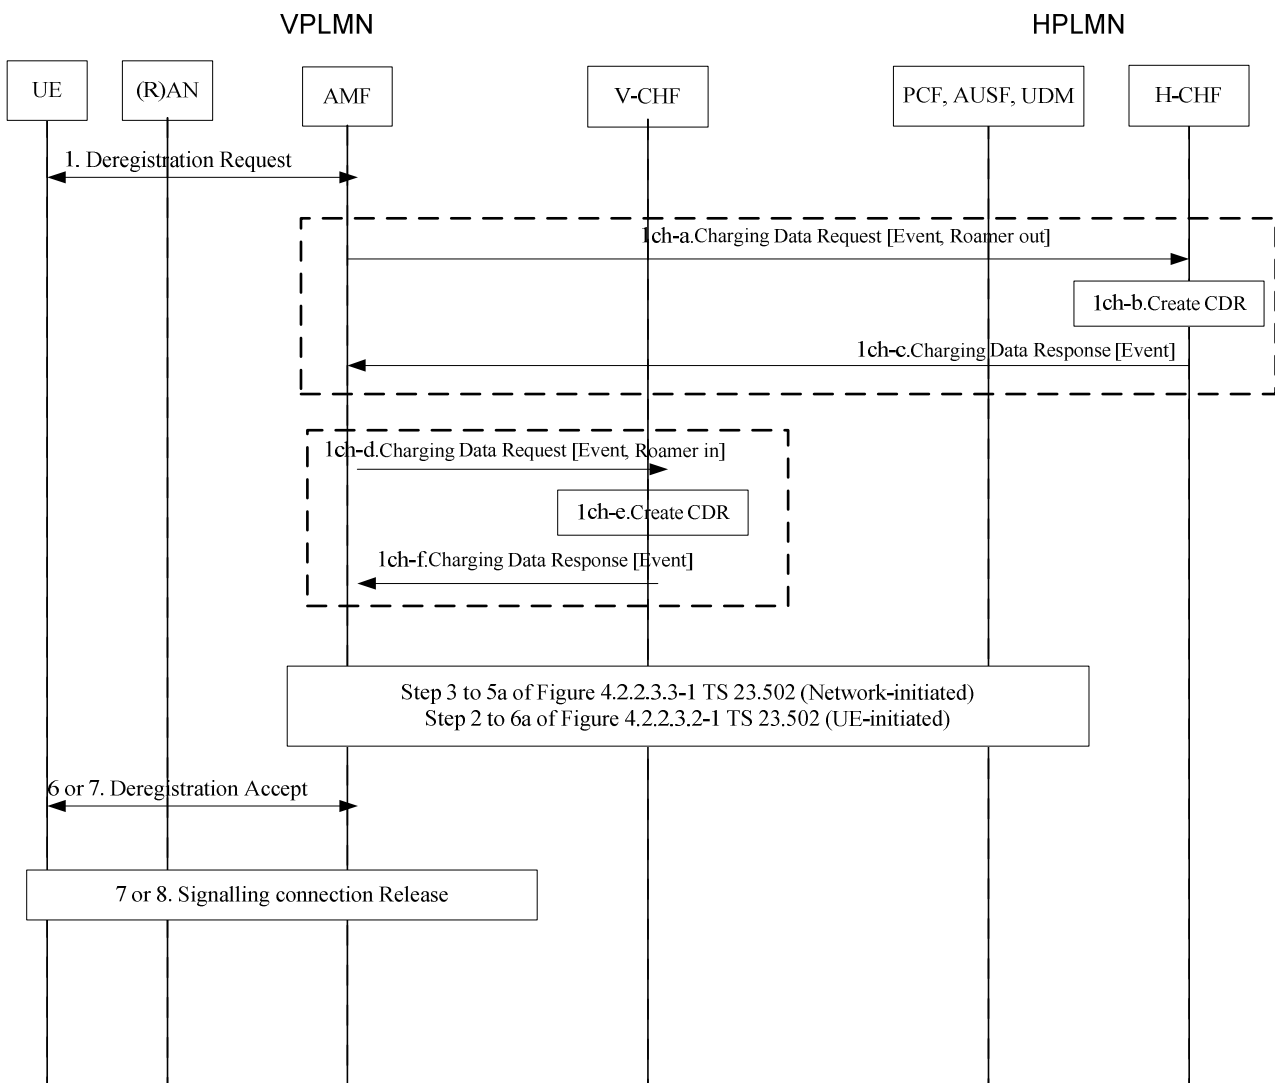 VPLMN
HPLMN
UE
(R)AN
AMF
V-CHF
PCF, AUSF, UDM
H-CHF
1. Deregistration Request
1ch-a.Charging Data Request [Event, Roamer out]
1ch-b.Create CDR
1ch-c.Charging Data Response [Event]
1ch-d.Charging Data Request [Event, Roamer in]
1ch-e.Create CDR
1ch-f.Charging Data Response [Event]
Step 3 to 5a of Figure 4.2.2.3.3-1 TS 23.502 (Network-initiated)
Step 2 to 6a of Figure 4.2.2.3.2-1 TS 23.502 (UE-initiated)
6 or 7. Deregistration Accept
7 or 8. Signalling connection Release